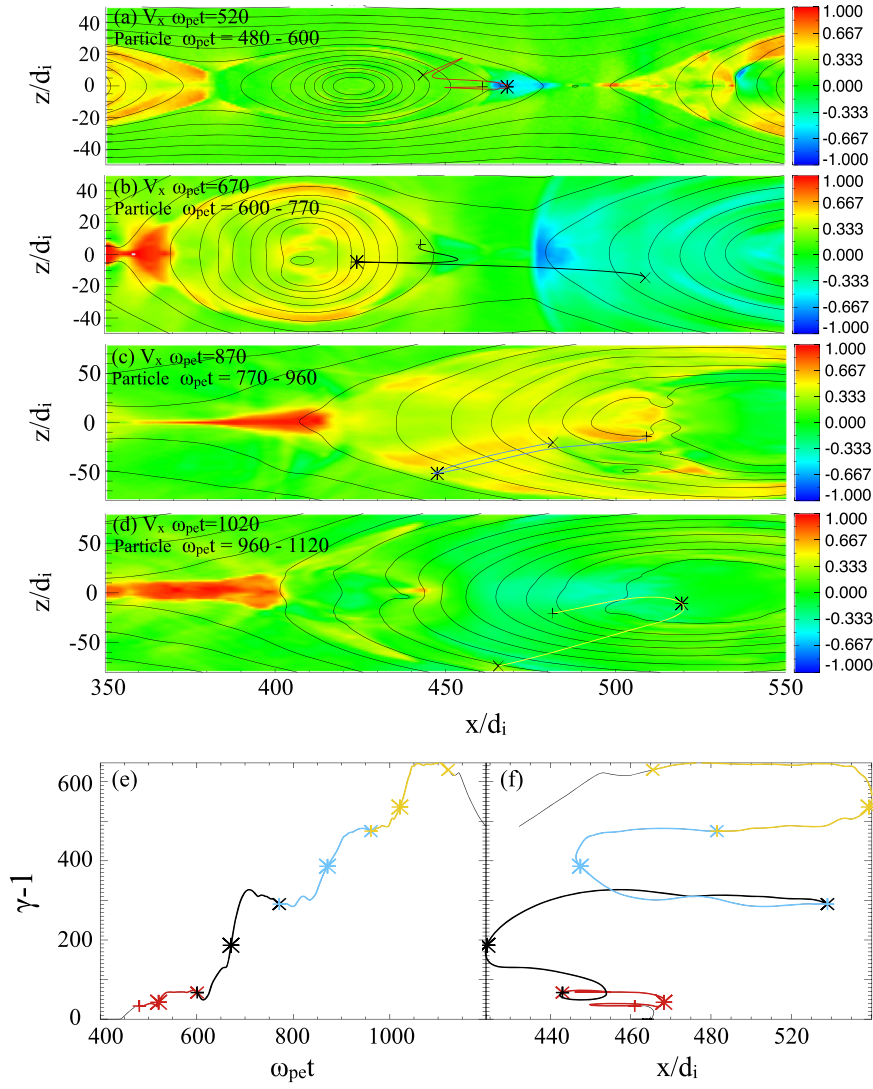 (a) Vₓ ωₚₑt=520
Particle ωₚₑt = 480 - 600
z/dᵢ
40
20
0
-20
-40
1.000
0.667
0.333
0.000
-0.333
-0.667
-1.000
(b) Vₓ ωₚₑt=670
Particle ωₚₑt = 600 - 770
z/dᵢ
40
20
0
-20
-40
1.000
0.667
0.333
0.000
-0.333
-0.667
-1.000
(c) Vₓ ωₚₑt=870
Particle ωₚₑt = 770 - 960
z/dᵢ
50
0
-50
1.000
0.667
0.333
0.000
-0.333
-0.667
-1.000
(d) Vₓ ωₚₑt=1020
Particle ωₚₑt = 960 - 1120
z/dᵢ
50
0
-50
1.000
0.667
0.333
0.000
-0.333
-0.667
-1.000
350 400 450 500 550
x/dᵢ
(e)
γ-1
600
400
200
0
400 600 800 1000
ωₚₑt
(f)
440 460 480 500 520
x/dᵢ